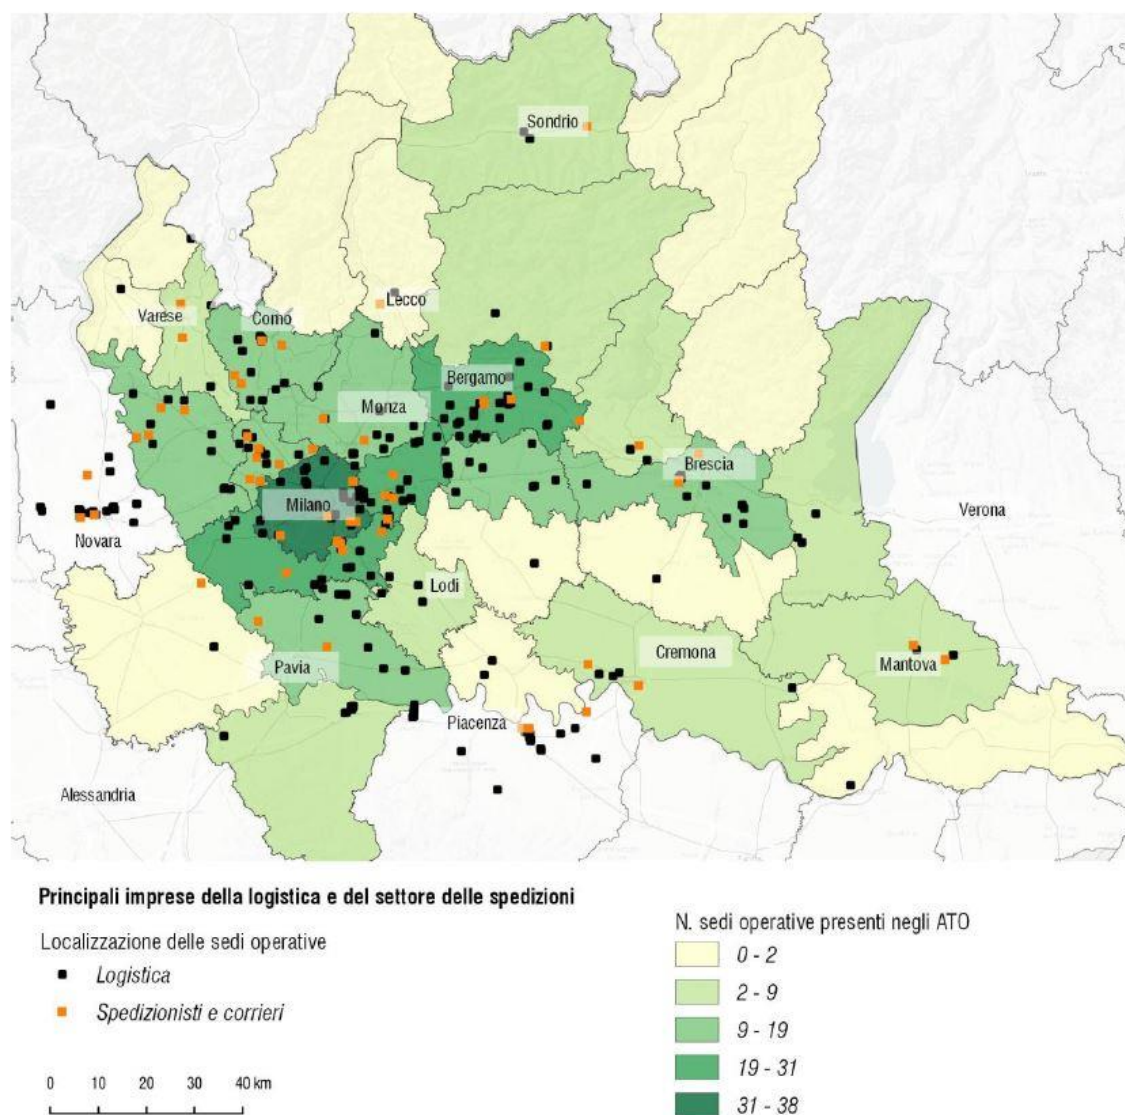 Sondrio
Lecco
Varese
Como
Bergamo
Monza
Brescia
Milano
Verona
Novara
Lodi
Cremona
Mantova
Pavia
Piacenza
Alessandria
Principali imprese della logistica e del settore delle spedizioni
Localizzazione delle sedi operative
Logistica
Spedizionisti e corrieri
0 10 20 30 40 km
N. sedi operative presenti negli ATO
0 - 2
2 - 9
9 - 19
19 - 31
31 - 38